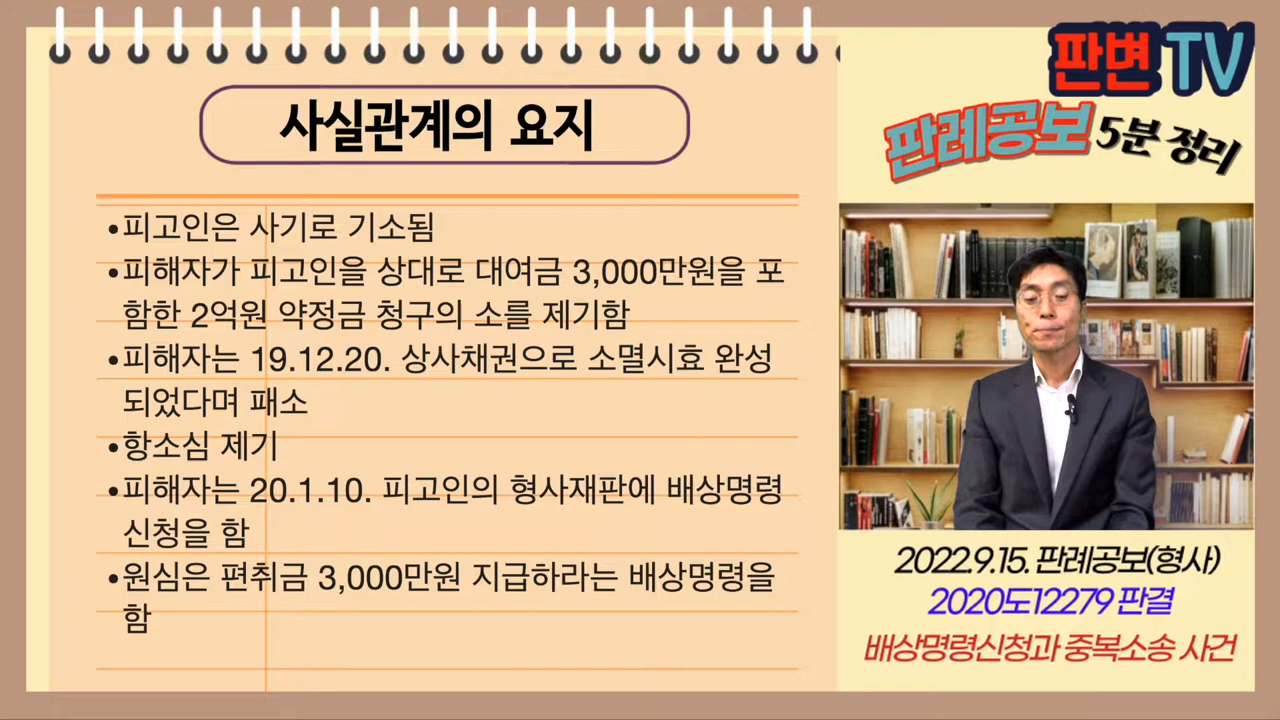 사실관계의 요지
•피고인은 사기로 기소됨
•피해자가 피고인을 상대로 대여금 3,000만원을 포
함한 2억원 약정금 청구의 소를 제기함
•피해자는 19.12.20. 상사채권으로 소멸시효 완성
되었다며 패소
•항소심 제기
•피해자는 20.1.10. 피고인의 형사재판에 배상명령
신청을 함
•원심은 편취금 3,000만원 지급하라는 배상명령을
함
판변 TV
판례공보 5분 정리
2022.9.15. 판례공보(형사)
2020도12279 판결
배상명령신청과 중복소송 사건